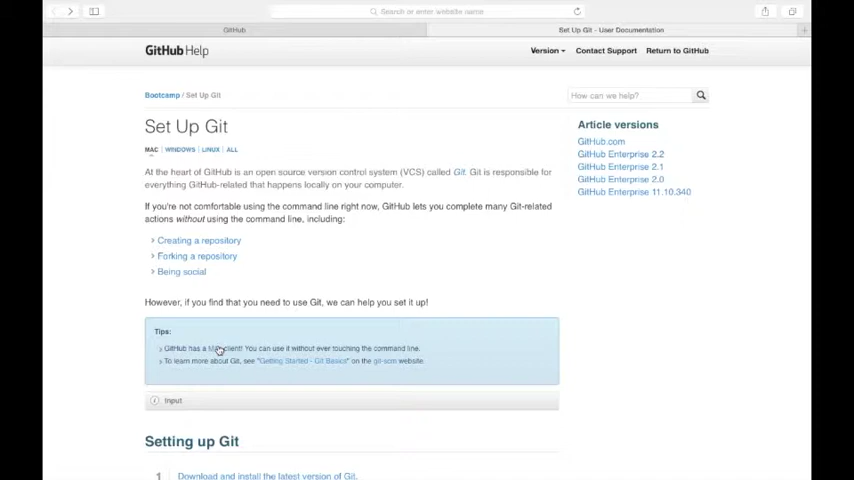 Search or enter website name
GitHub
Set Up Git - User Documentation
GitHub Help
Version
Contact Support
Return to GitHub
Bootcamp / Set Up Git
How can we help?
Set Up Git
MAC | WINDOWS | LINUX | ALL
At the heart of GitHub is an open source version control system (VCS) called Git. Git is responsible for
everything GitHub-related that happens locally on your computer.
If you're not comfortable using the command line right now, GitHub lets you complete many Git-related
actions without using the command line, including:
Creating a repository
Forking a repository
Being social
However, if you find that you need to use Git, we can help you set it up!
Tips:
GitHub has a client! You can use it without ever touching the command line.
To learn more about Git, see "Getting Started - Git Basics" on the git-scm website.
Input
Setting up Git
1 Download and install the latest version of Git.
Article versions
GitHub.com
GitHub Enterprise 2.2
GitHub Enterprise 2.1
GitHub Enterprise 2.0
GitHub Enterprise 11.10.340